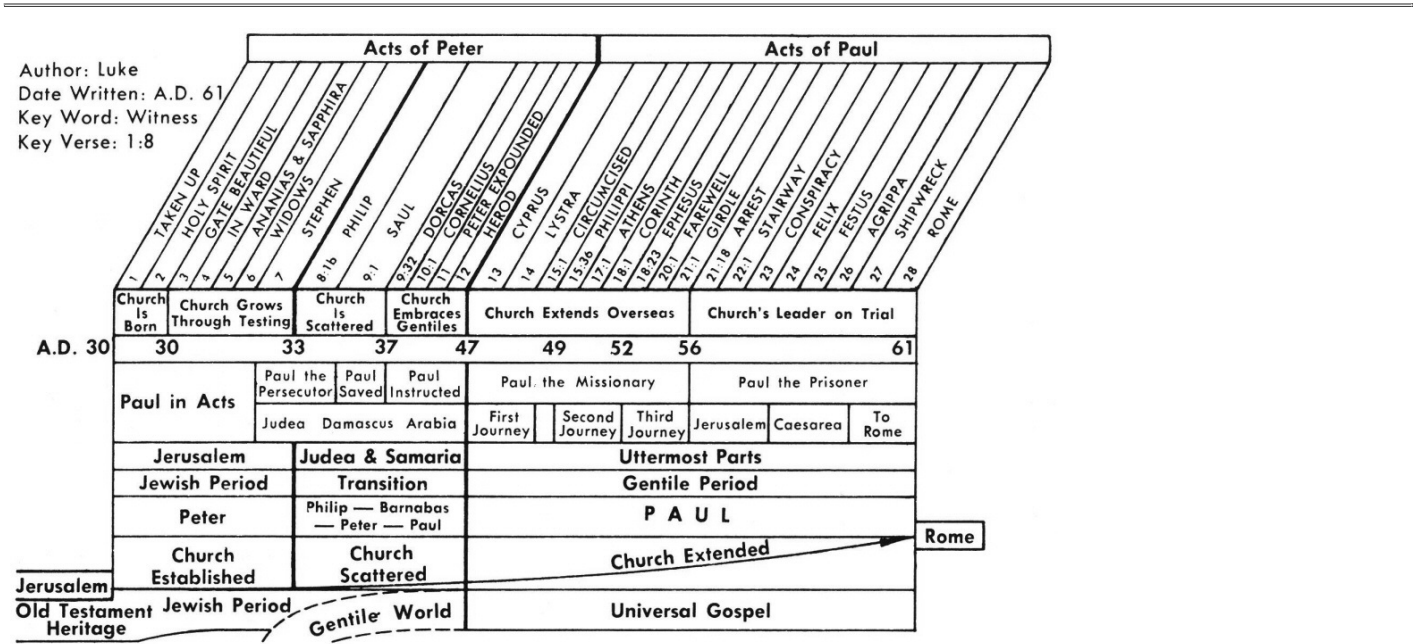 Acts of Peter
Acts of Paul
Author: Luke
Date Written: A.D. 61
Key Word: Witness
Key Verse: 1:8
TAKEN UP
HOLY SPIRIT
GATE BEAUTIFUL
IN WARD
ANANIAS & SAPPHIRA
WIDOWS
STEPHEN
PHILIP
SAUL
DORCAS
CORNELIUS
PETER EXPOUNDED
HEROD
CYPRUS
LYSTRA
CIRCUMCISED
PHILIPPI
ATHENS
CORINTH
EPHESUS
FAREWELL
GIRDLE
ARREST
STAIRWAY
CONSPIRACY
FELIX
FESTUS
AGRIPPA
SHIPWRECK
ROME
1 2 3 4 5 6 7 8:1b 9:1 9:32 10:1 11 12 13 14 15:1 15:36 17:1 18:1 18:23 20:1 21:1 21:18 22:1 23 24 25 26 27 28
Church
Is
Born
Church Grows
Through Testing
Church
Is
Scattered
Church
Embraces
Gentiles
Church Extends Overseas
Church's Leader on Trial
A.D. 30 30 33 37 47 49 52 56 61
Paul in Acts
Paul the
Persecutor
Paul
Saved
Paul
Instructed
Paul the Missionary
Paul the Prisoner
Judea Damascus Arabia
First
Journey
Second
Journey
Third
Journey
Jerusalem
Caesarea
To
Rome
Jerusalem
Judea & Samaria
Uttermost Parts
Jewish Period
Transition
Gentile Period
Peter
Philip — Barnabas
— Peter — Paul
PAUL
Rome
Church
Established
Church
Scattered
Church Extended
Jerusalem
Old Testament
Heritage
Jewish Period
Gentile World
Universal Gospel